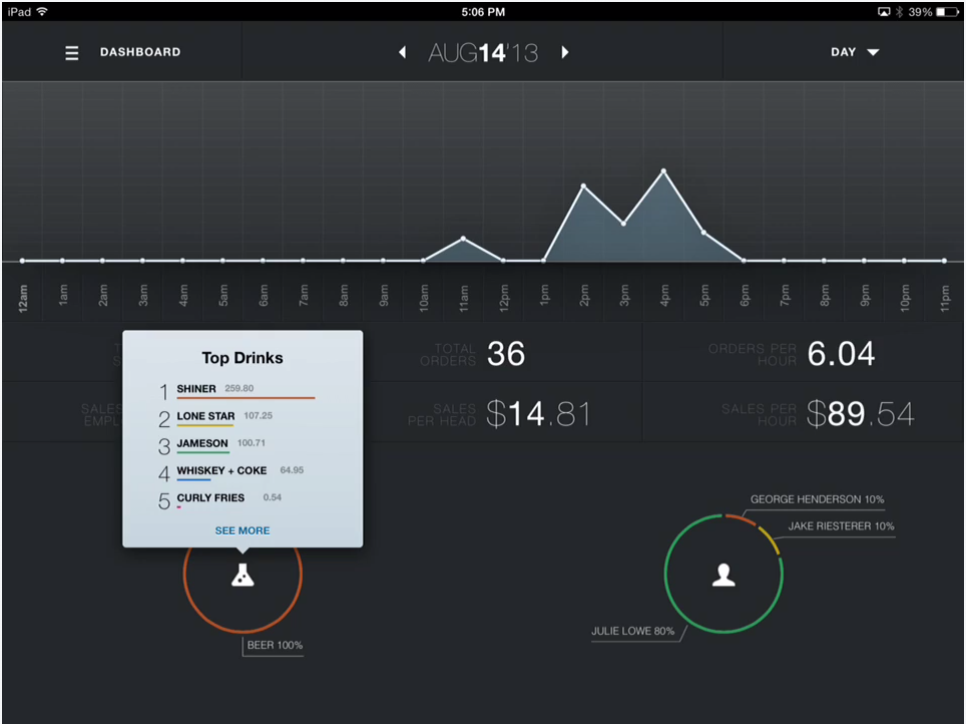 iPad 5:06 PM 39%
DASHBOARD AUG14'13 DAY
12am 1am 2am 3am 4am 5am 6am 7am 8am 9am 10am 11am 12pm 1pm 2pm 3pm 4pm 5pm 6pm 7pm 8pm 9pm 10pm 11pm
TOTAL
ORDERS 36
ORDERS PER
HOUR 6.04
SALES
PER HEAD $14.81
SALES PER
HOUR $89.54
SALES
Top Drinks
1 SHINER 259.80
2 LONE STAR 107.25
3 JAMESON 100.71
4 WHISKEY + COKE 64.95
5 CURLY FRIES 0.54
SEE MORE
BEER 100%
GEORGE HENDERSON 10%
JAKE RIESTERER 10%
JULIE LOWE 80%